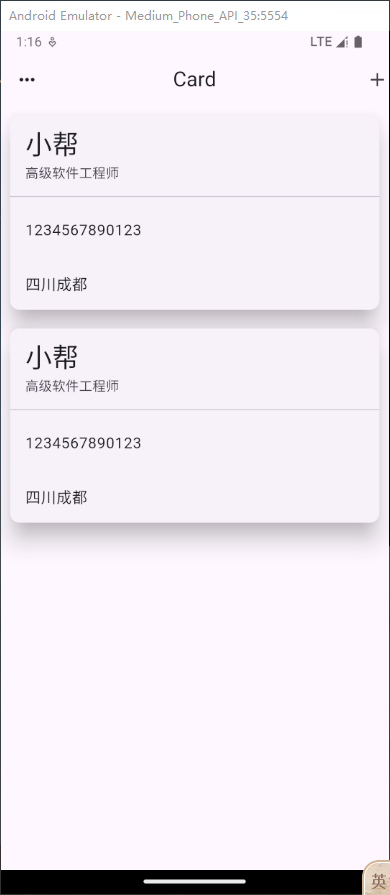 Android Emulator - Medium_Phone_API_35:5554
1:16 LTE
Card
小帮
高级软件工程师
1234567890123
四川成都
小帮
高级软件工程师
1234567890123
四川成都
英